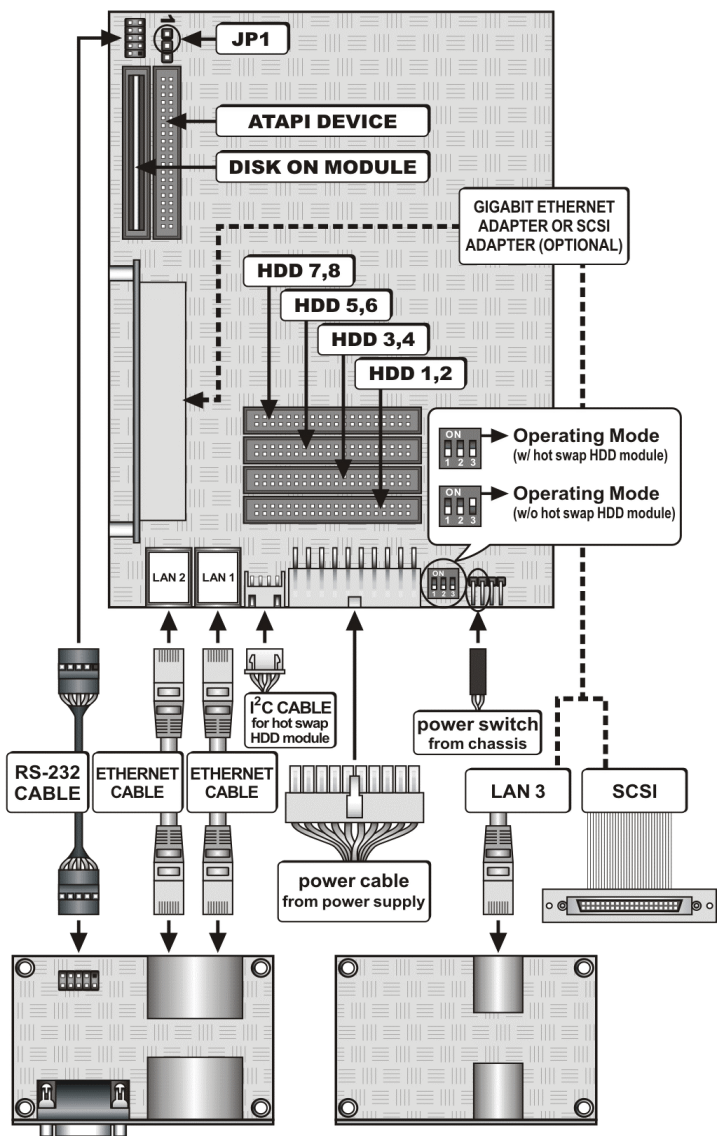 1
JP1
ATAPI DEVICE
DISK ON MODULE
GIGABIT ETHERNET
ADAPTER OR SCSI
ADAPTER (OPTIONAL)
HDD 7,8
HDD 5,6
HDD 3,4
HDD 1,2
ON
1 2 3
Operating Mode
(w/ hot swap HDD module)
ON
1 2 3
Operating Mode
(w/o hot swap HDD module)
LAN 2
LAN 1
ON
1 2 3
I²C CABLE
for hot swap
HDD module
power switch
from chassis
RS-232
CABLE
ETHERNET
CABLE
ETHERNET
CABLE
LAN 3
SCSI
power cable
from power supply